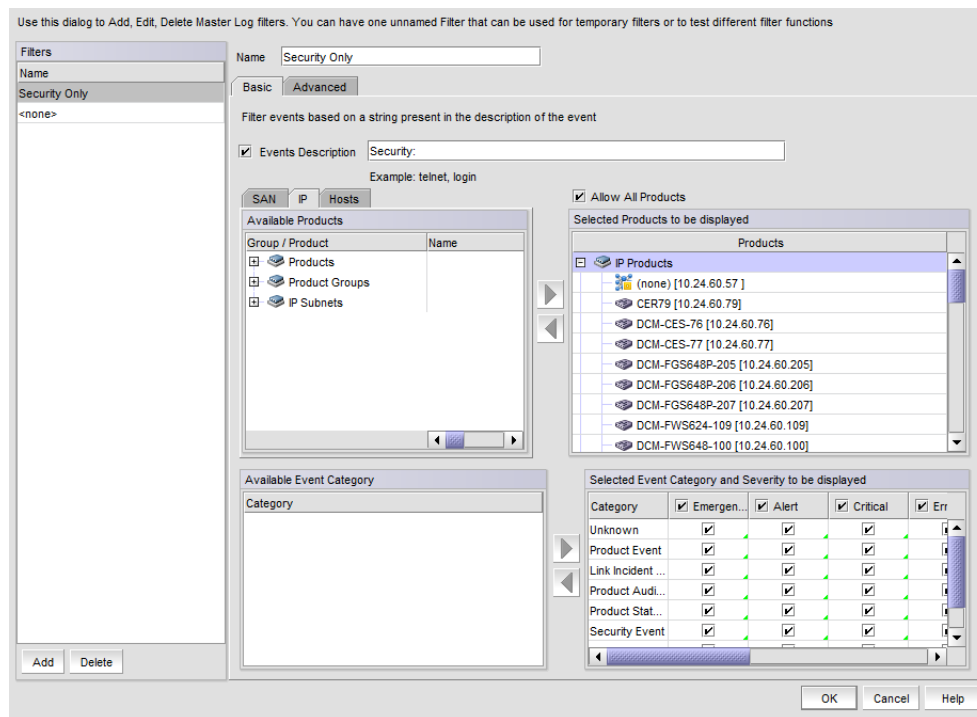 Use this dialog to Add, Edit, Delete Master Log filters. You can have one unnamed Filter that can be used for temporary filters or to test different filter functions
Filters
Name
Security Only
<none>
Add
Delete
Name
Security Only
Basic
Advanced
Filter events based on a string present in the description of the event
Events Description
Security:
Example: telnet, login
SAN
IP
Hosts
Available Products
Group / Product
Name
Products
Product Groups
IP Subnets
Allow All Products
Selected Products to be displayed
Products
IP Products
(none) [10.24.60.57 ]
CER79 [10.24.60.79]
DCM-CES-76 [10.24.60.76]
DCM-CES-77 [10.24.60.77]
DCM-FGS648P-205 [10.24.60.205]
DCM-FGS648P-206 [10.24.60.206]
DCM-FGS648P-207 [10.24.60.207]
DCM-FWS624-109 [10.24.60.109]
DCM-FWS648-100 [10.24.60.100]
Available Event Category
Category
Selected Event Category and Severity to be displayed
Category
Emergen...
Alert
Critical
Err
Unknown
Product Event
Link Incident ...
Product Audi...
Product Stat...
Security Event
OK
Cancel
Help